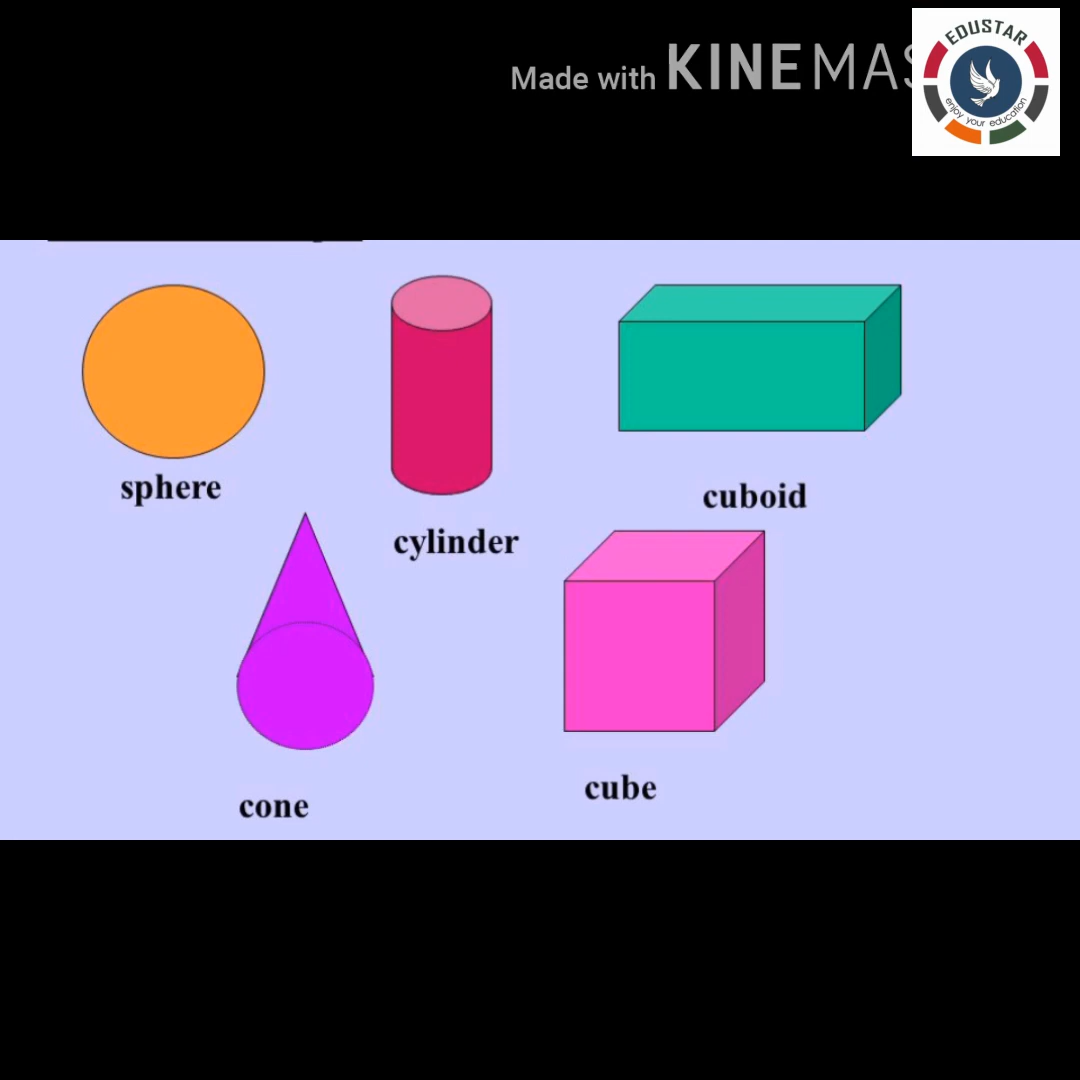 EDUSTAR
Made with KINEMAS
enjoy your education
sphere
cylinder
cuboid
cone
cube